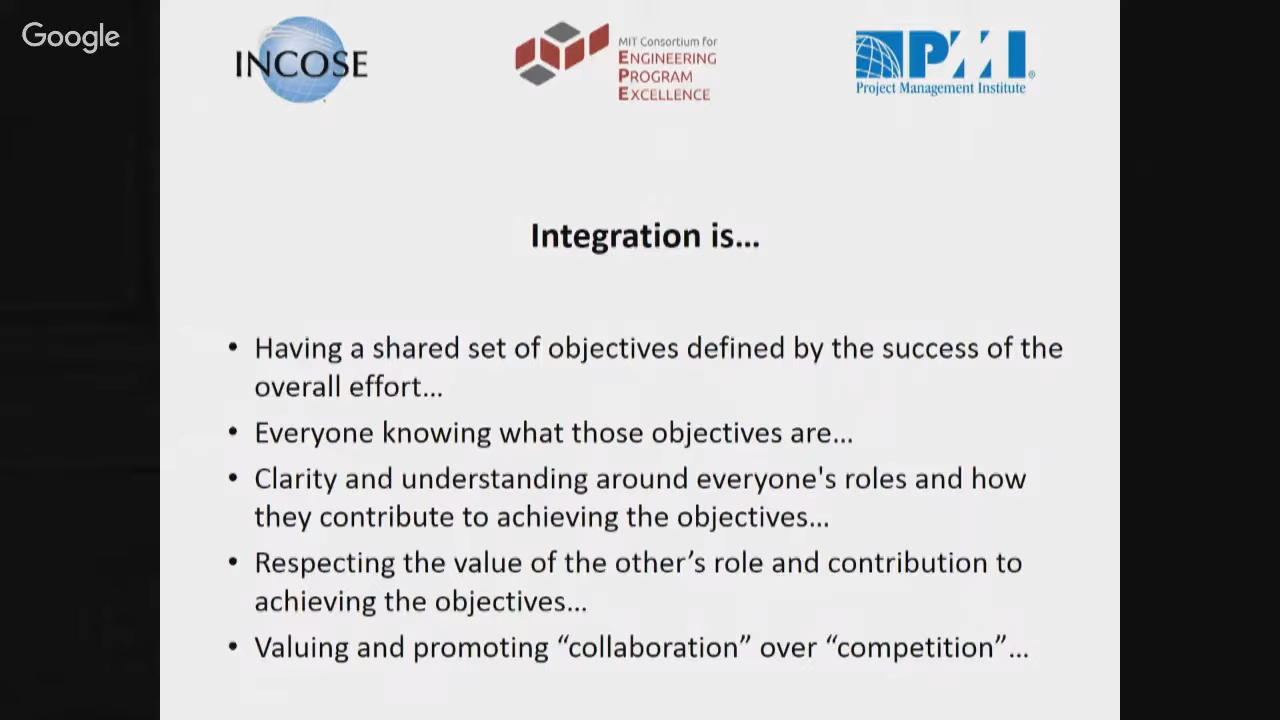 Google
INCOSE
MIT Consortium for
ENGINEERING
PROGRAM
EXCELLENCE
PMI®
Project Management Institute
Integration is…
• Having a shared set of objectives defined by the success of the
overall effort…
• Everyone knowing what those objectives are…
• Clarity and understanding around everyone's roles and how
they contribute to achieving the objectives…
• Respecting the value of the other’s role and contribution to
achieving the objectives…
• Valuing and promoting “collaboration” over “competition”…